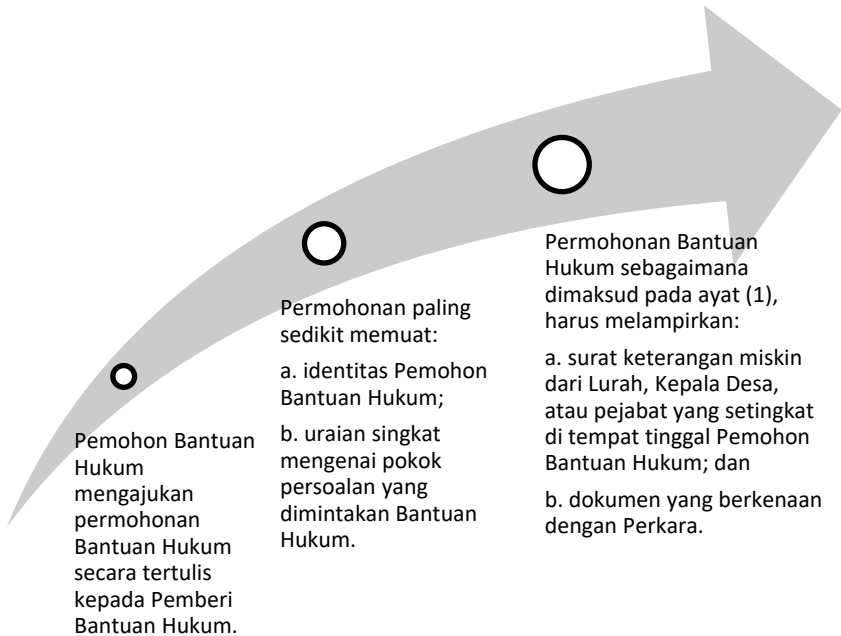 Pemohon Bantuan
Hukum
mengajukan
permohonan
Bantuan Hukum
secara tertulis
kepada Pemberi
Bantuan Hukum.
Permohonan paling
sedikit memuat:
a. identitas Pemohon
Bantuan Hukum;
b. uraian singkat
mengenai pokok
persoalan yang
dimintakan Bantuan
Hukum.
Permohonan Bantuan
Hukum sebagaimana
dimaksud pada ayat (1),
harus melampirkan:
a. surat keterangan miskin
dari Lurah, Kepala Desa,
atau pejabat yang setingkat
di tempat tinggal Pemohon
Bantuan Hukum; dan
b. dokumen yang berkenaan
dengan Perkara.